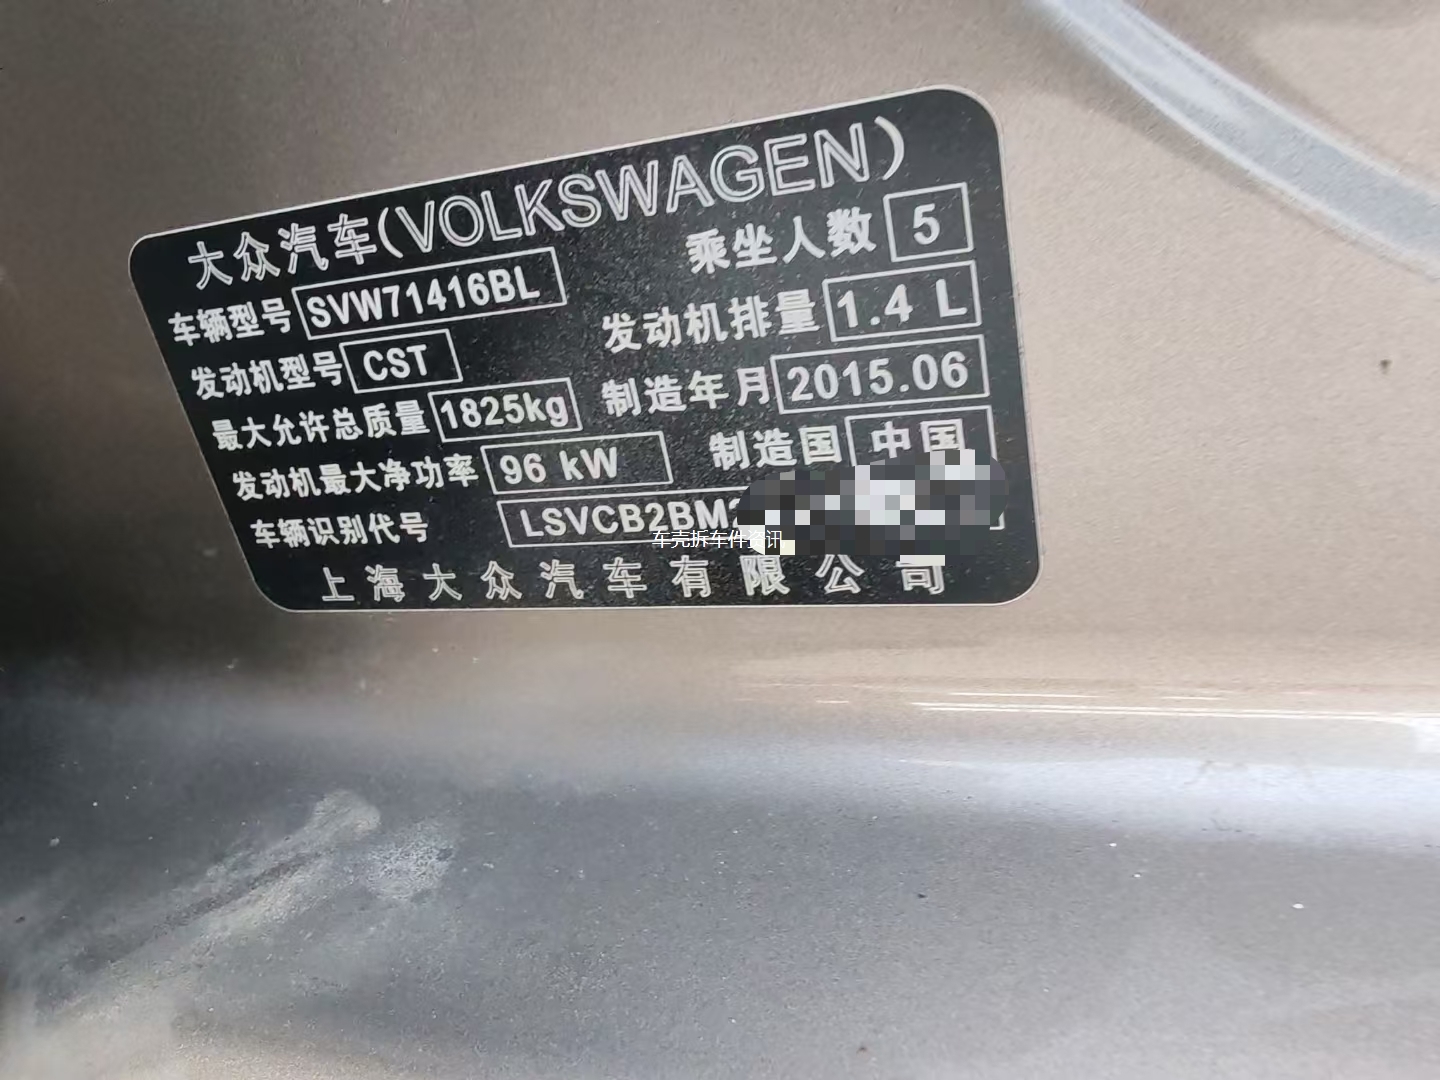 大众汽车(VOLKSWAGEN)
乘坐人数 5
车辆型号 SVW71416BL
发动机排量 1.4 L
发动机型号 CST
制造年月 2015.06
最大允许总质量 1825kg
制造国 中国
发动机最大净功率 96 kW
车辆识别代号 LSVCB2BM2
车壳拆车件资讯
上海大众汽车有限公司